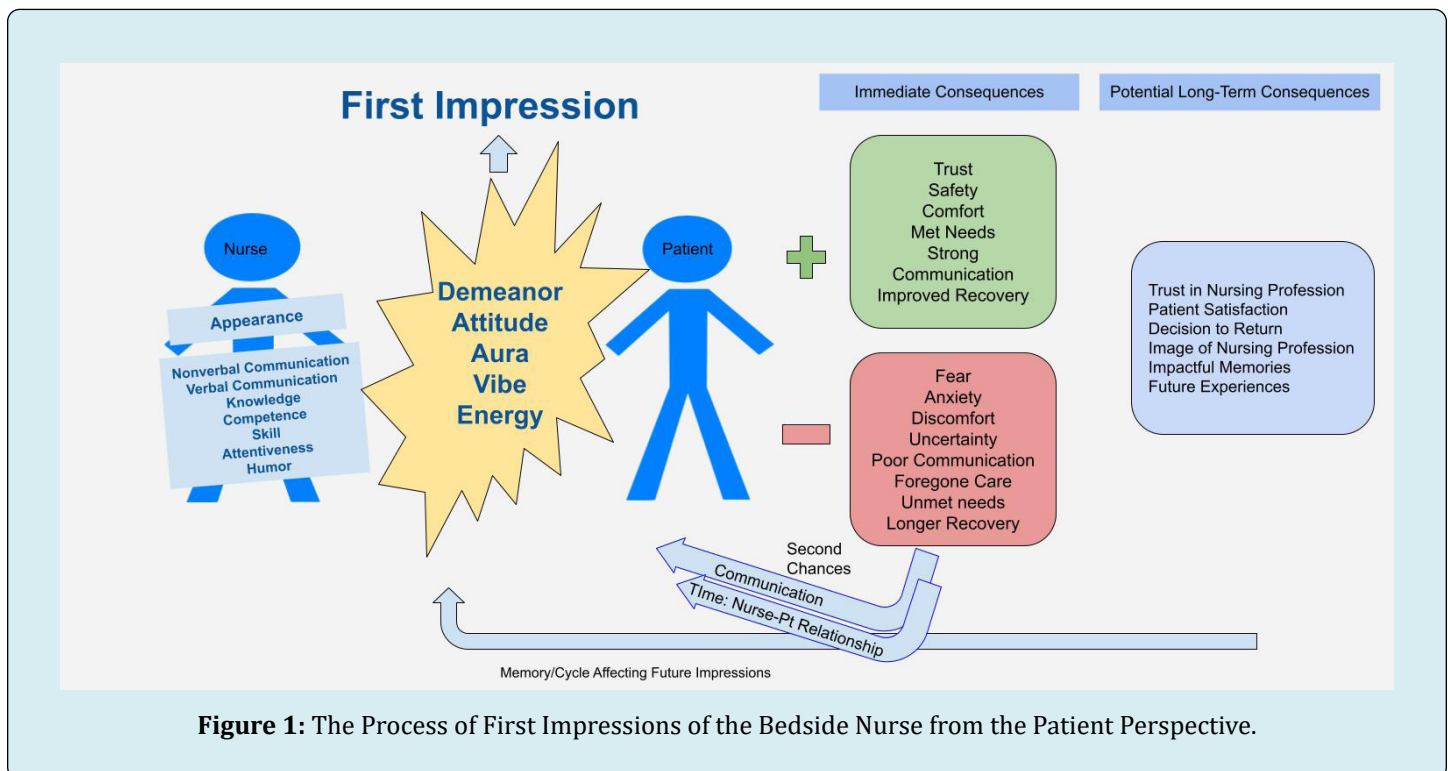 First Impression
Immediate Consequences
Potential Long-Term Consequences
Nurse
Appearance
Nonverbal Communication
Verbal Communication
Knowledge
Competence
Skill
Attentiveness
Humor
Demeanor
Attitude
Aura
Vibe
Energy
Patient
Trust
Safety
Comfort
Met Needs
Strong
Communication
Improved Recovery
Fear
Anxiety
Discomfort
Uncertainty
Poor Communication
Foregone Care
Unmet needs
Longer Recovery
Trust in Nursing Profession
Patient Satisfaction
Decision to Return
Image of Nursing Profession
Impactful Memories
Future Experiences
Second
Chances
Communication
TIme: Nurse-Pt Relationship
Memory/Cycle Affecting Future Impressions
Figure 1: The Process of First Impressions of the Bedside Nurse from the Patient Perspective.